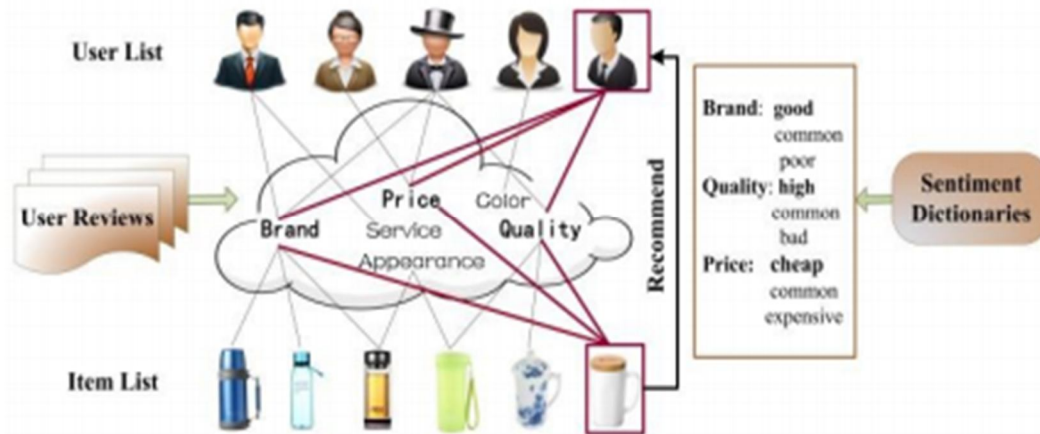 User List
User Reviews
Brand
Price
Color
Service
Quality
Appearance
Item List
Recommend
Brand: good
common
poor
Quality: high
common
bad
Price: cheap
common
expensive
Sentiment
Dictionaries